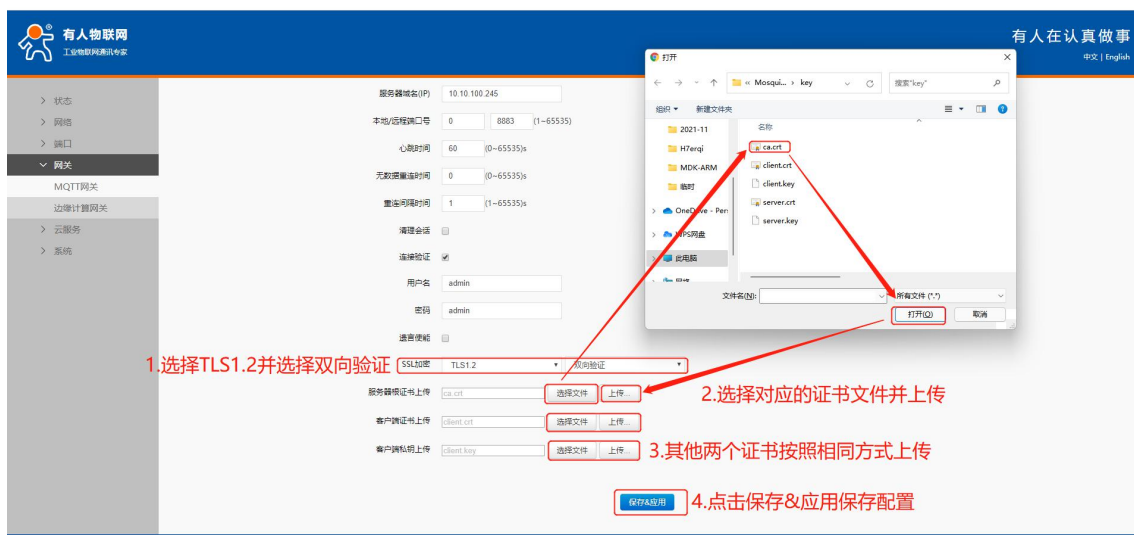 有人物联网
工业物联网通讯专家
有人在认真做事
中文 | English
状态
网络
端口
网关
MQTT网关
边缘计算网关
云服务
系统
服务器域名(IP) 10.10.100.245
本地/远程端口号 0 8883 (1~65535)
心跳时间 60 (0~65535)s
无数据重连时间 0 (0~65535)s
重连间隔时间 1 (1~65535)s
清理会话
连接验证
用户名 admin
密码 admin
遗言使能
1.选择TLS1.2并选择双向验证 SSL加密 TLS1.2 双向验证
服务器根证书上传 ca.crt 选择文件 上传...
2.选择对应的证书文件并上传
客户端证书上传 client.crt 选择文件 上传...
客户端私钥上传 client.key 选择文件 上传...
3.其他两个证书按照相同方式上传
保存&应用
4.点击保存&应用保存配置
打开
« Mosqui... › key
搜索"key"
组织 新建文件夹
2021-11
H7erqi
MDK-ARM
临时
OneDrive - Pers
WPS网盘
此电脑
网络
名称
ca.crt
client.crt
client.key
server.crt
server.key
文件名(N): 所有文件 (*.*)
打开(O) 取消